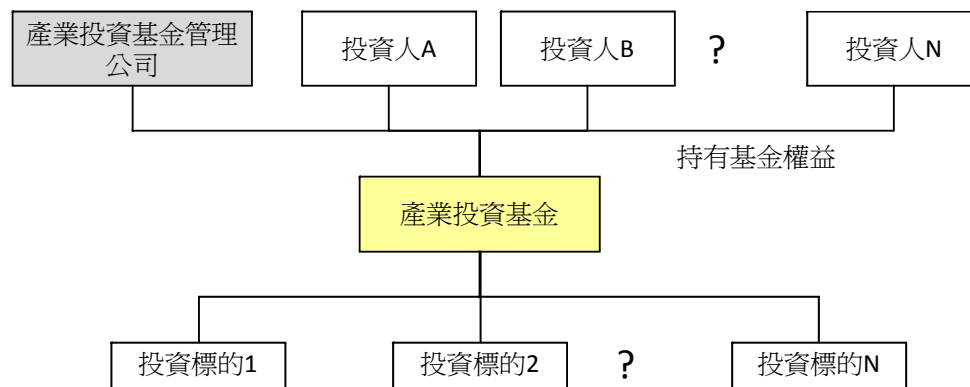 產業投資基金管理
公司
投資人A
投資人B
?
投資人N
持有基金權益
產業投資基金
投資標的1
投資標的2
?
投資標的N